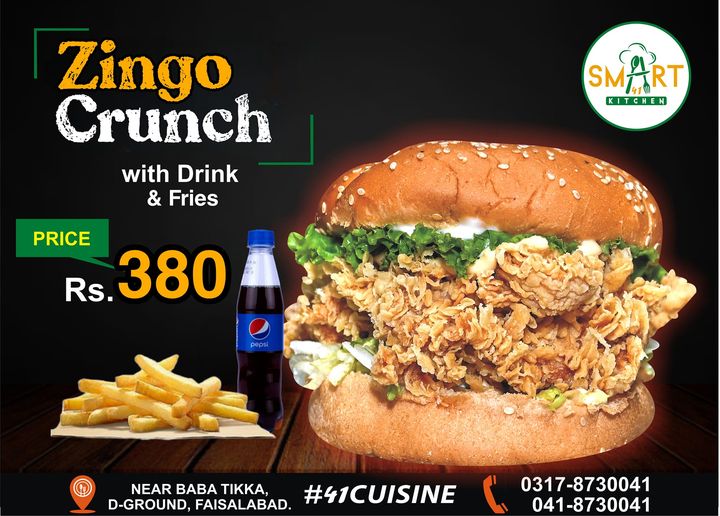 Zingo
Crunch
with Drink
& Fries
PRICE
Rs.380
pepsi
SMART
41
KITCHEN
NEAR BABA TIKKA,
D-GROUND, FAISALABAD.
#41CUISINE
0317-8730041
041-8730041